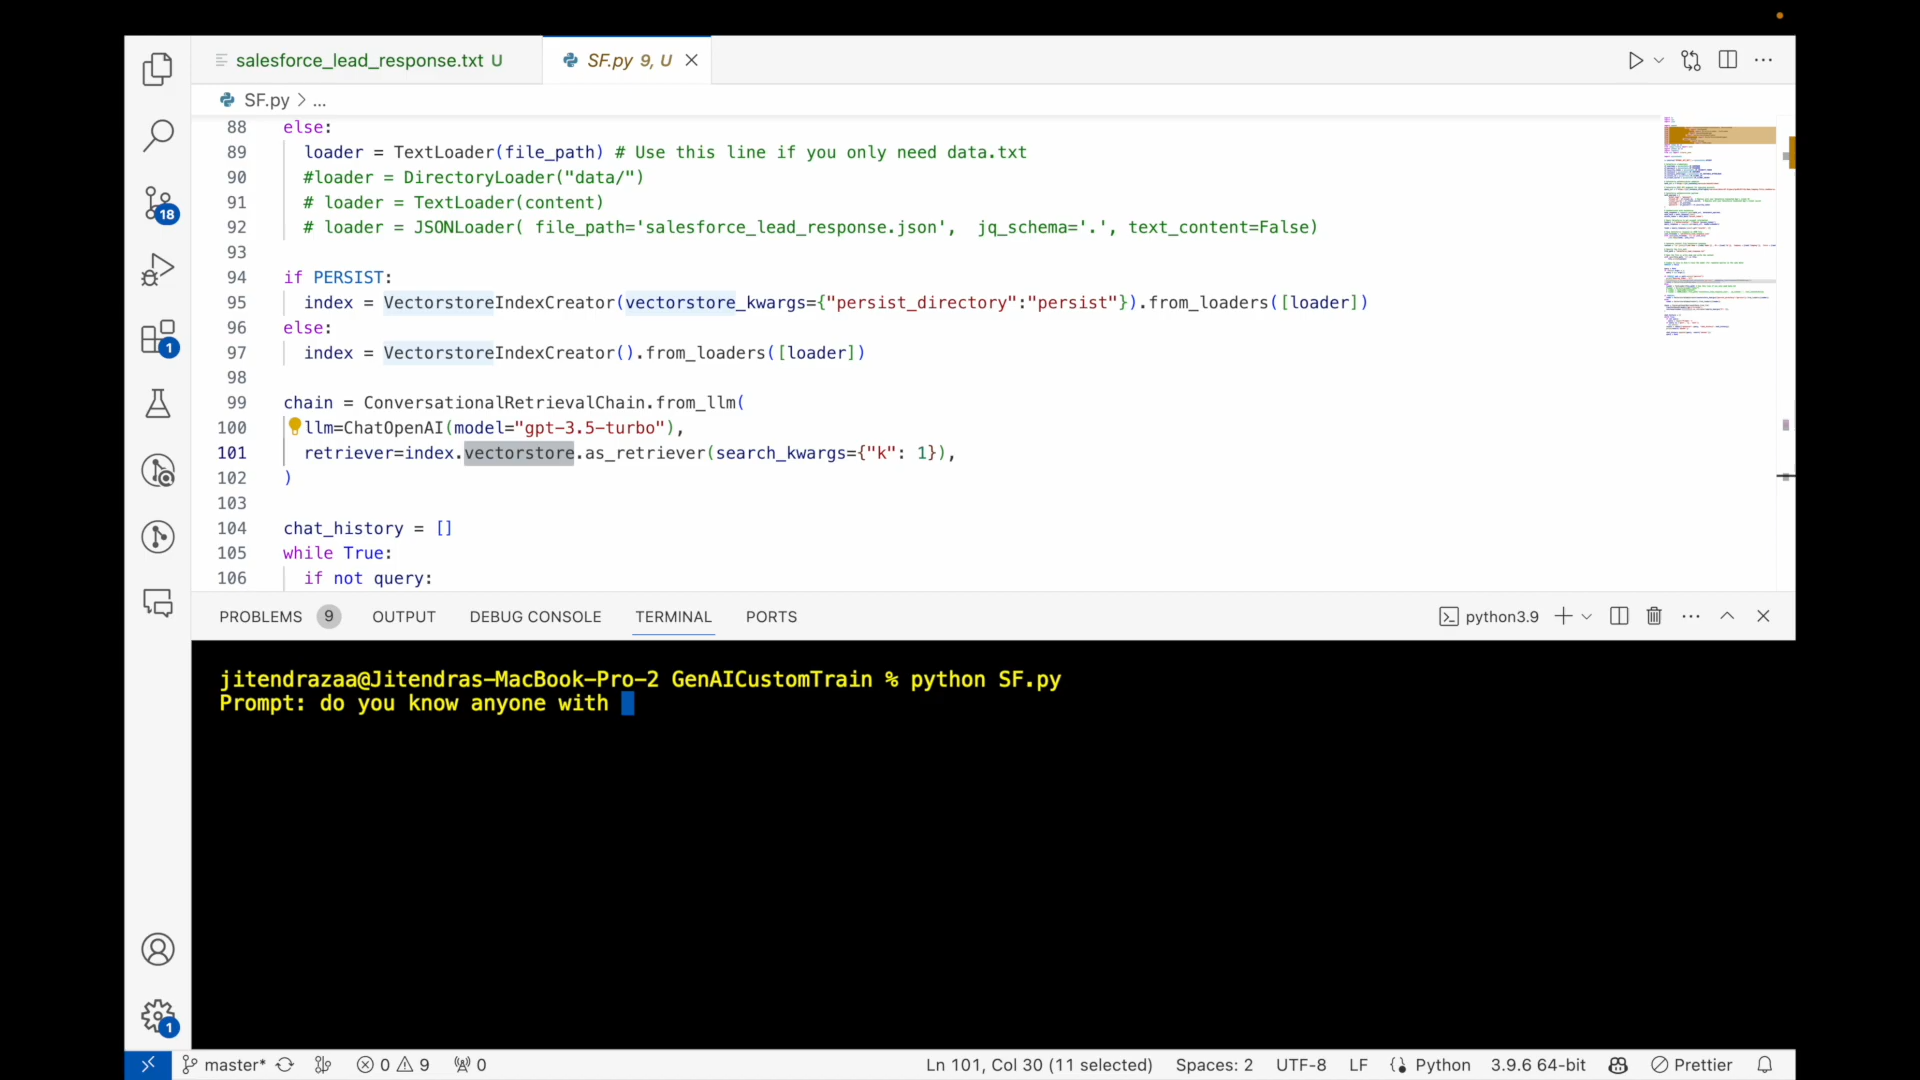 salesforce_lead_response.txt U
SF.py 9, U
SF.py > ...
88 else:
89 loader = TextLoader(file_path) # Use this line if you only need data.txt
90 #loader = DirectoryLoader("data/")
91 # loader = TextLoader(content)
92 # loader = JSONLoader( file_path='salesforce_lead_response.json',  jq_schema='.', text_content=False)
93
94 if PERSIST:
95 index = VectorstoreIndexCreator(vectorstore_kwargs={"persist_directory":"persist"}).from_loaders([loader])
96 else:
97 index = VectorstoreIndexCreator().from_loaders([loader])
98
99 chain = ConversationalRetrievalChain.from_llm(
100 llm=ChatOpenAI(model="gpt-3.5-turbo"),
101 retriever=index.vectorstore.as_retriever(search_kwargs={"k": 1}),
102 )
103
104 chat_history = []
105 while True:
106 if not query:
18
1
PROBLEMS 9 OUTPUT DEBUG CONSOLE TERMINAL PORTS python3.9
jitendrazaa@Jitendras-MacBook-Pro-2 GenAICustomTrain % python SF.py
Prompt: do you know anyone with
1
master* 0 9 0 Ln 101, Col 30 (11 selected) Spaces: 2 UTF-8 LF Python 3.9.6 64-bit Prettier